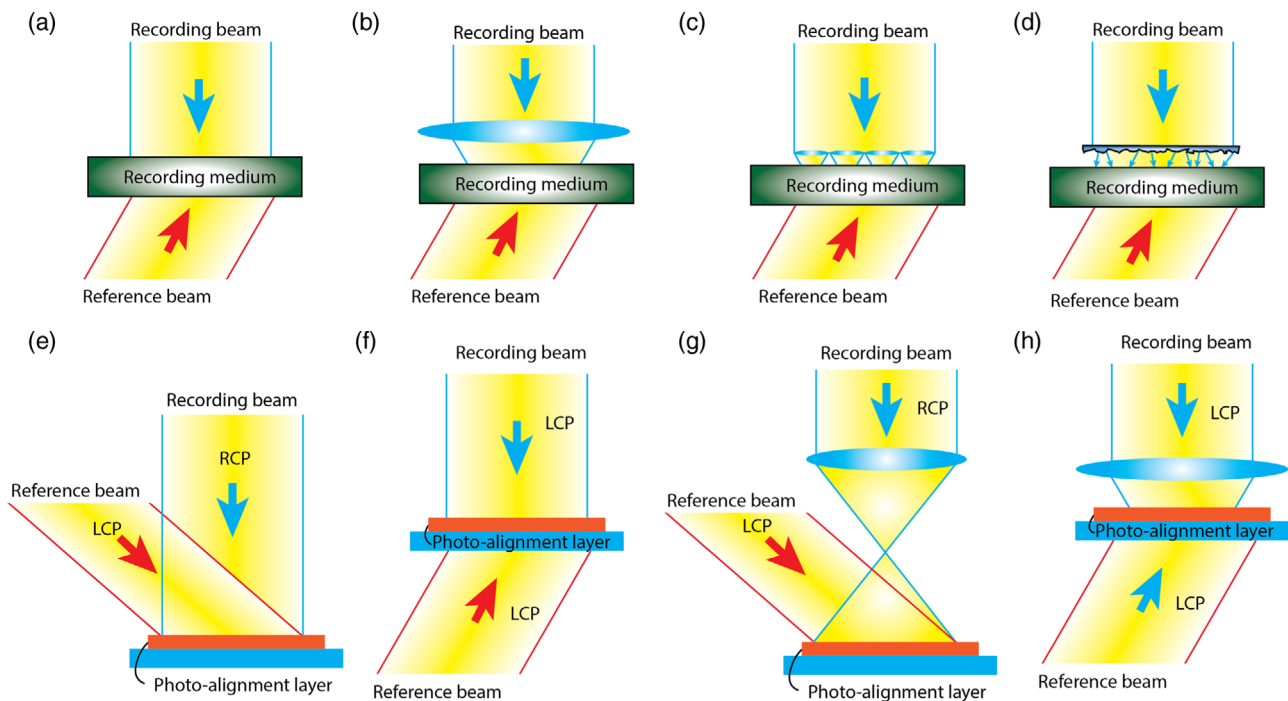 (a)
Recording beam
Recording medium
Reference beam
(b)
Recording beam
Recording medium
Reference beam
(c)
Recording beam
Recording medium
Reference beam
(d)
Recording beam
Recording medium
Reference beam
(e)
Recording beam
RCP
Reference beam
LCP
Photo-alignment layer
(f)
Recording beam
LCP
Photo-alignment layer
LCP
Reference beam
(g)
Recording beam
RCP
Reference beam
LCP
Photo-alignment layer
(h)
Recording beam
LCP
Photo-alignment layer
LCP
Reference beam